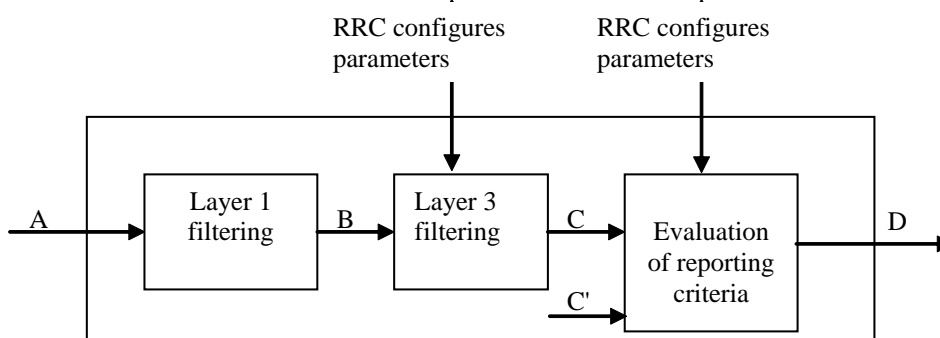 RRC configures
parameters
RRC configures
parameters
A
Layer 1
filtering
B
Layer 3
filtering
C
C'
Evaluation
of reporting
criteria
D